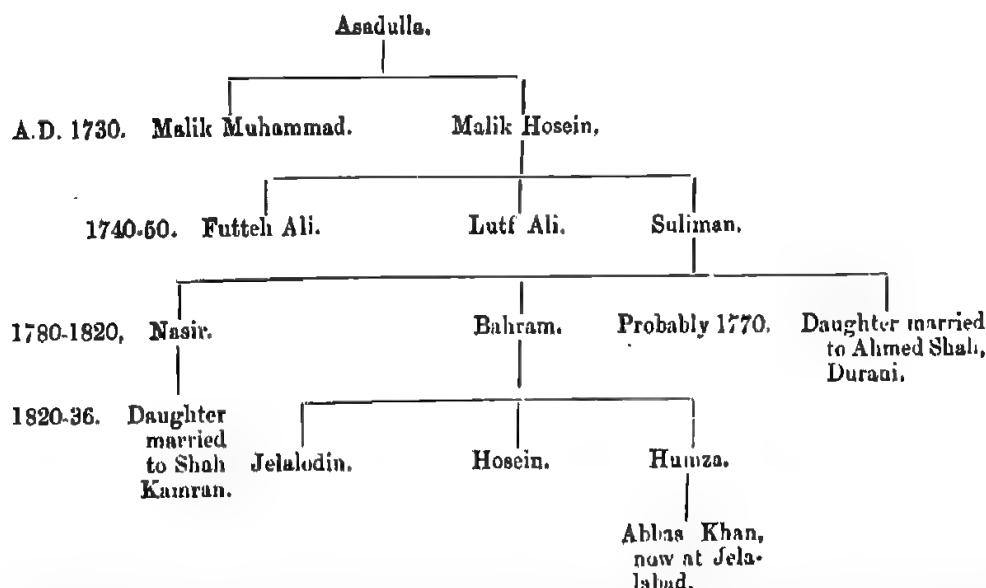 Asadulla.
A.D. 1730. Malik Muhammad. Malik Hosein,
1740-50. Futteh Ali. Lutf Ali. Suliman,
1780-1820, Nasir. Bahram. Probably 1770. Daughter married
to Ahmed Shah,
Durani,
1820-36. Daughter
married
to Shah
Kamran.
Jelalodin. Hosein. Humza.
Abbas Khan,
now at Jela-
labad.